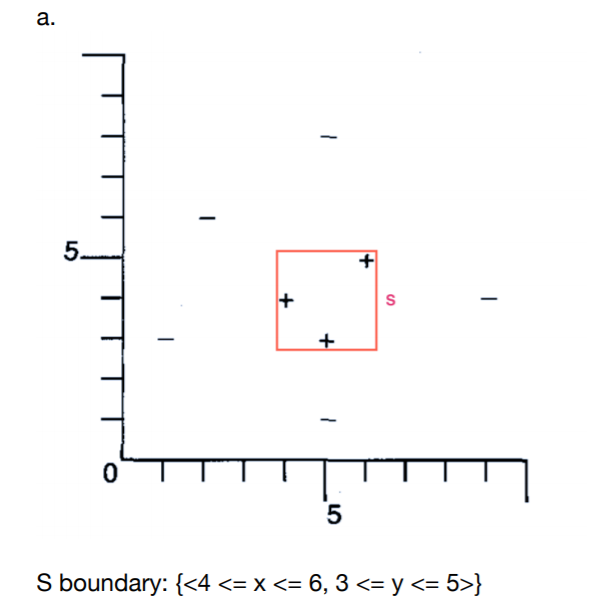 a.
5
S
0
5
S boundary: {<4 <= x <= 6, 3 <= y <= 5>}